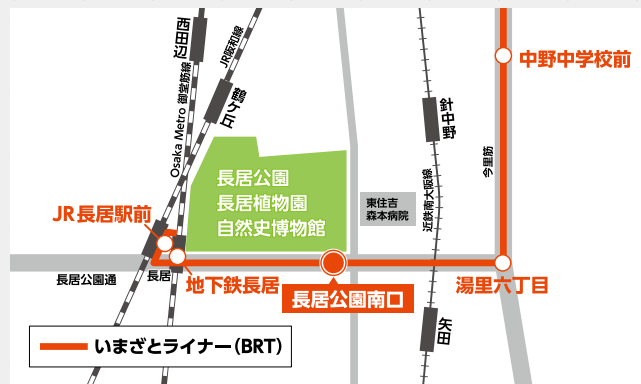 西田辺
JR阪和線
Osaka Metro 御堂筋線
鶴ケ丘
中野中学校前
針中野
今里筋
長居公園
長居植物園
自然史博物館
東住吉
森本病院
近鉄南大阪線
JR長居駅前
長居公園通
長居
地下鉄長居
長居公園南口
湯里六丁目
矢田
いまざとライナー(BRT)